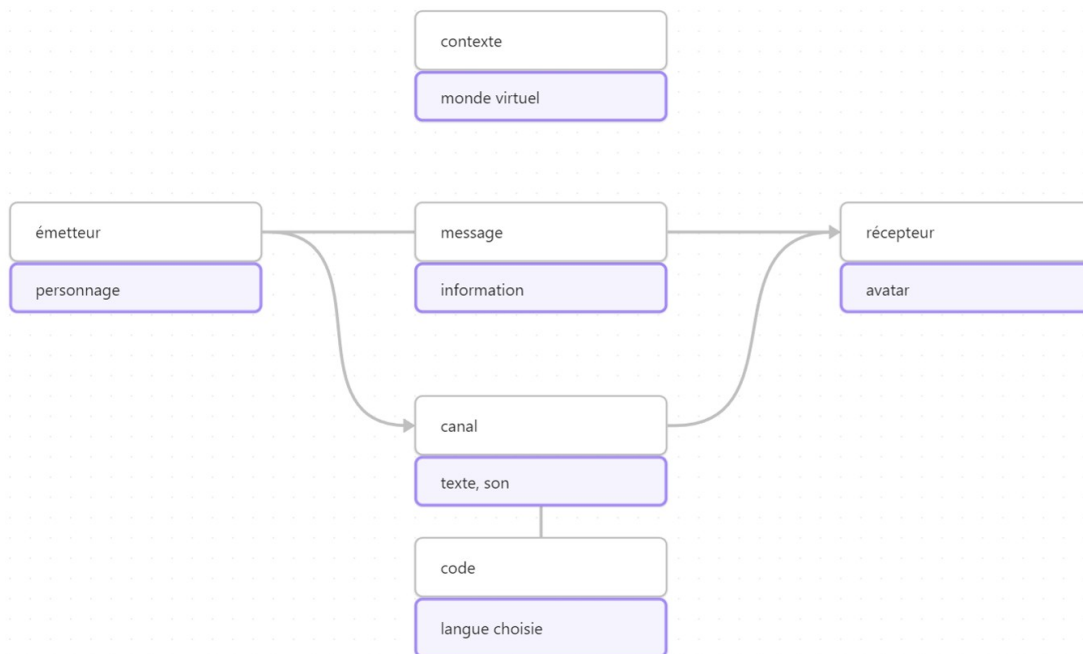 contexte
monde virtuel
émetteur
message
récepteur
personnage
information
avatar
canal
texte, son
code
langue choisie